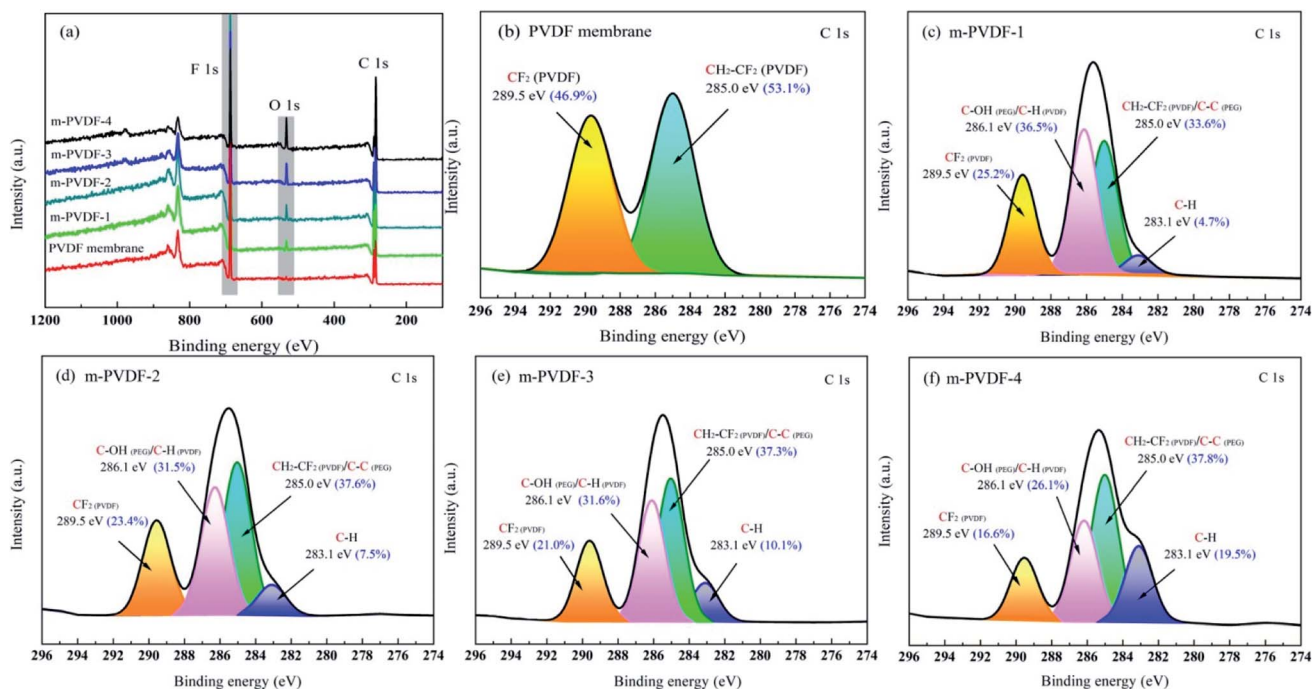 (a)
F 1s
O 1s
C 1s
m-PVDF-4
m-PVDF-3
m-PVDF-2
m-PVDF-1
PVDF membrane
Intensity (a.u.)
1200 1000 800 600 400 200
Binding energy (eV)
(b) PVDF membrane
C 1s
CF2 (PVDF)
289.5 eV (46.9%)
CH2-CF2 (PVDF)
285.0 eV (53.1%)
Intensity (a.u.)
296 294 292 290 288 286 284 282 280 278 276 274
Binding energy (eV)
(c) m-PVDF-1
C 1s
C-OH (PEG)/C-H (PVDF)
286.1 eV (36.5%)
CH2-CF2 (PVDF)/C-C (PEG)
285.0 eV (33.6%)
CF2 (PVDF)
289.5 eV (25.2%)
C-H
283.1 eV (4.7%)
Intensity (a.u.)
296 294 292 290 288 286 284 282 280 278 276 274
Binding energy (eV)
(d) m-PVDF-2
C 1s
C-OH (PEG)/C-H (PVDF)
286.1 eV (31.5%)
CH2-CF2 (PVDF)/C-C (PEG)
285.0 eV (37.6%)
CF2 (PVDF)
289.5 eV (23.4%)
C-H
283.1 eV (7.5%)
Intensity (a.u.)
296 294 292 290 288 286 284 282 280 278 276 274
Binding energy (eV)
(e) m-PVDF-3
C 1s
CH2-CF2 (PVDF)/C-C (PEG)
285.0 eV (37.3%)
C-OH (PEG)/C-H (PVDF)
286.1 eV (31.6%)
CF2 (PVDF)
289.5 eV (21.0%)
C-H
283.1 eV (10.1%)
Intensity (a.u.)
296 294 292 290 288 286 284 282 280 278 276 274
Binding energy (eV)
(f) m-PVDF-4
C 1s
CH2-CF2 (PVDF)/C-C (PEG)
285.0 eV (37.8%)
C-OH (PEG)/C-H (PVDF)
286.1 eV (26.1%)
CF2 (PVDF)
289.5 eV (16.6%)
C-H
283.1 eV (19.5%)
Intensity (a.u.)
296 294 292 290 288 286 284 282 280 278 276 274
Binding energy (eV)